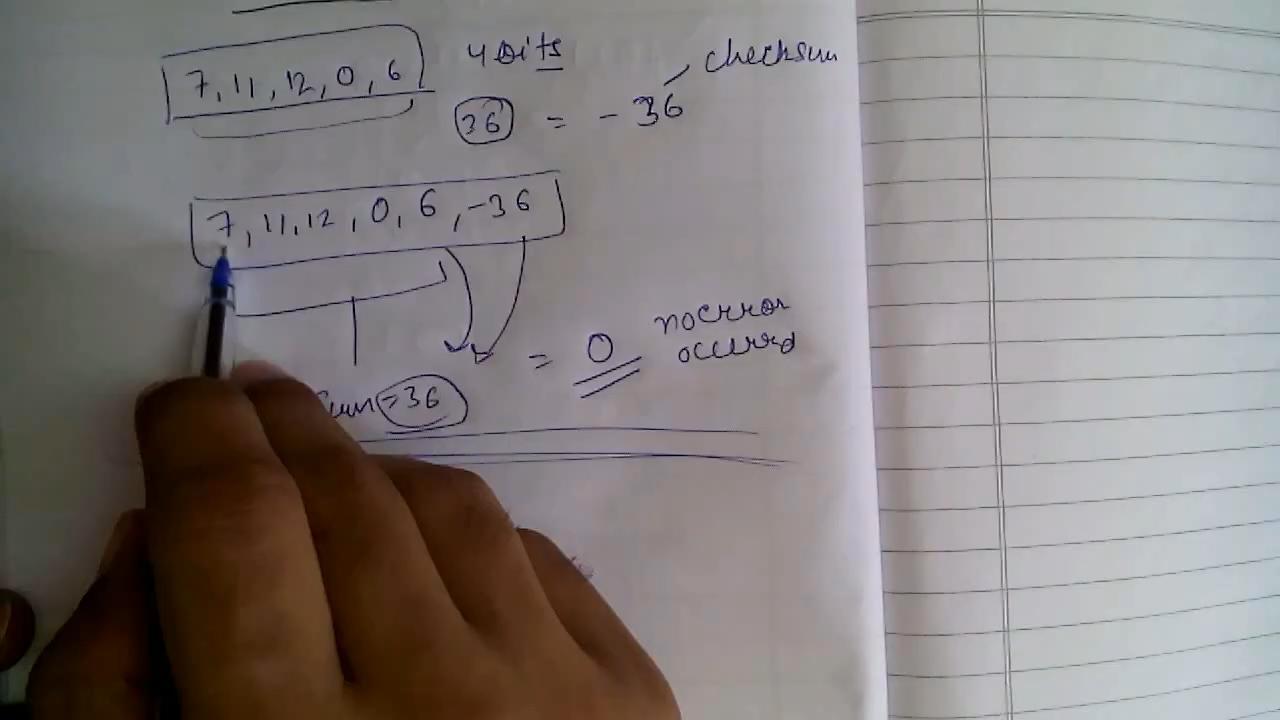 7, 11, 12, 0, 6 4 bits
36 = - 36 checksum
7, 11, 12, 0, 6, -36
= 0 no error
occurred
sum = 36